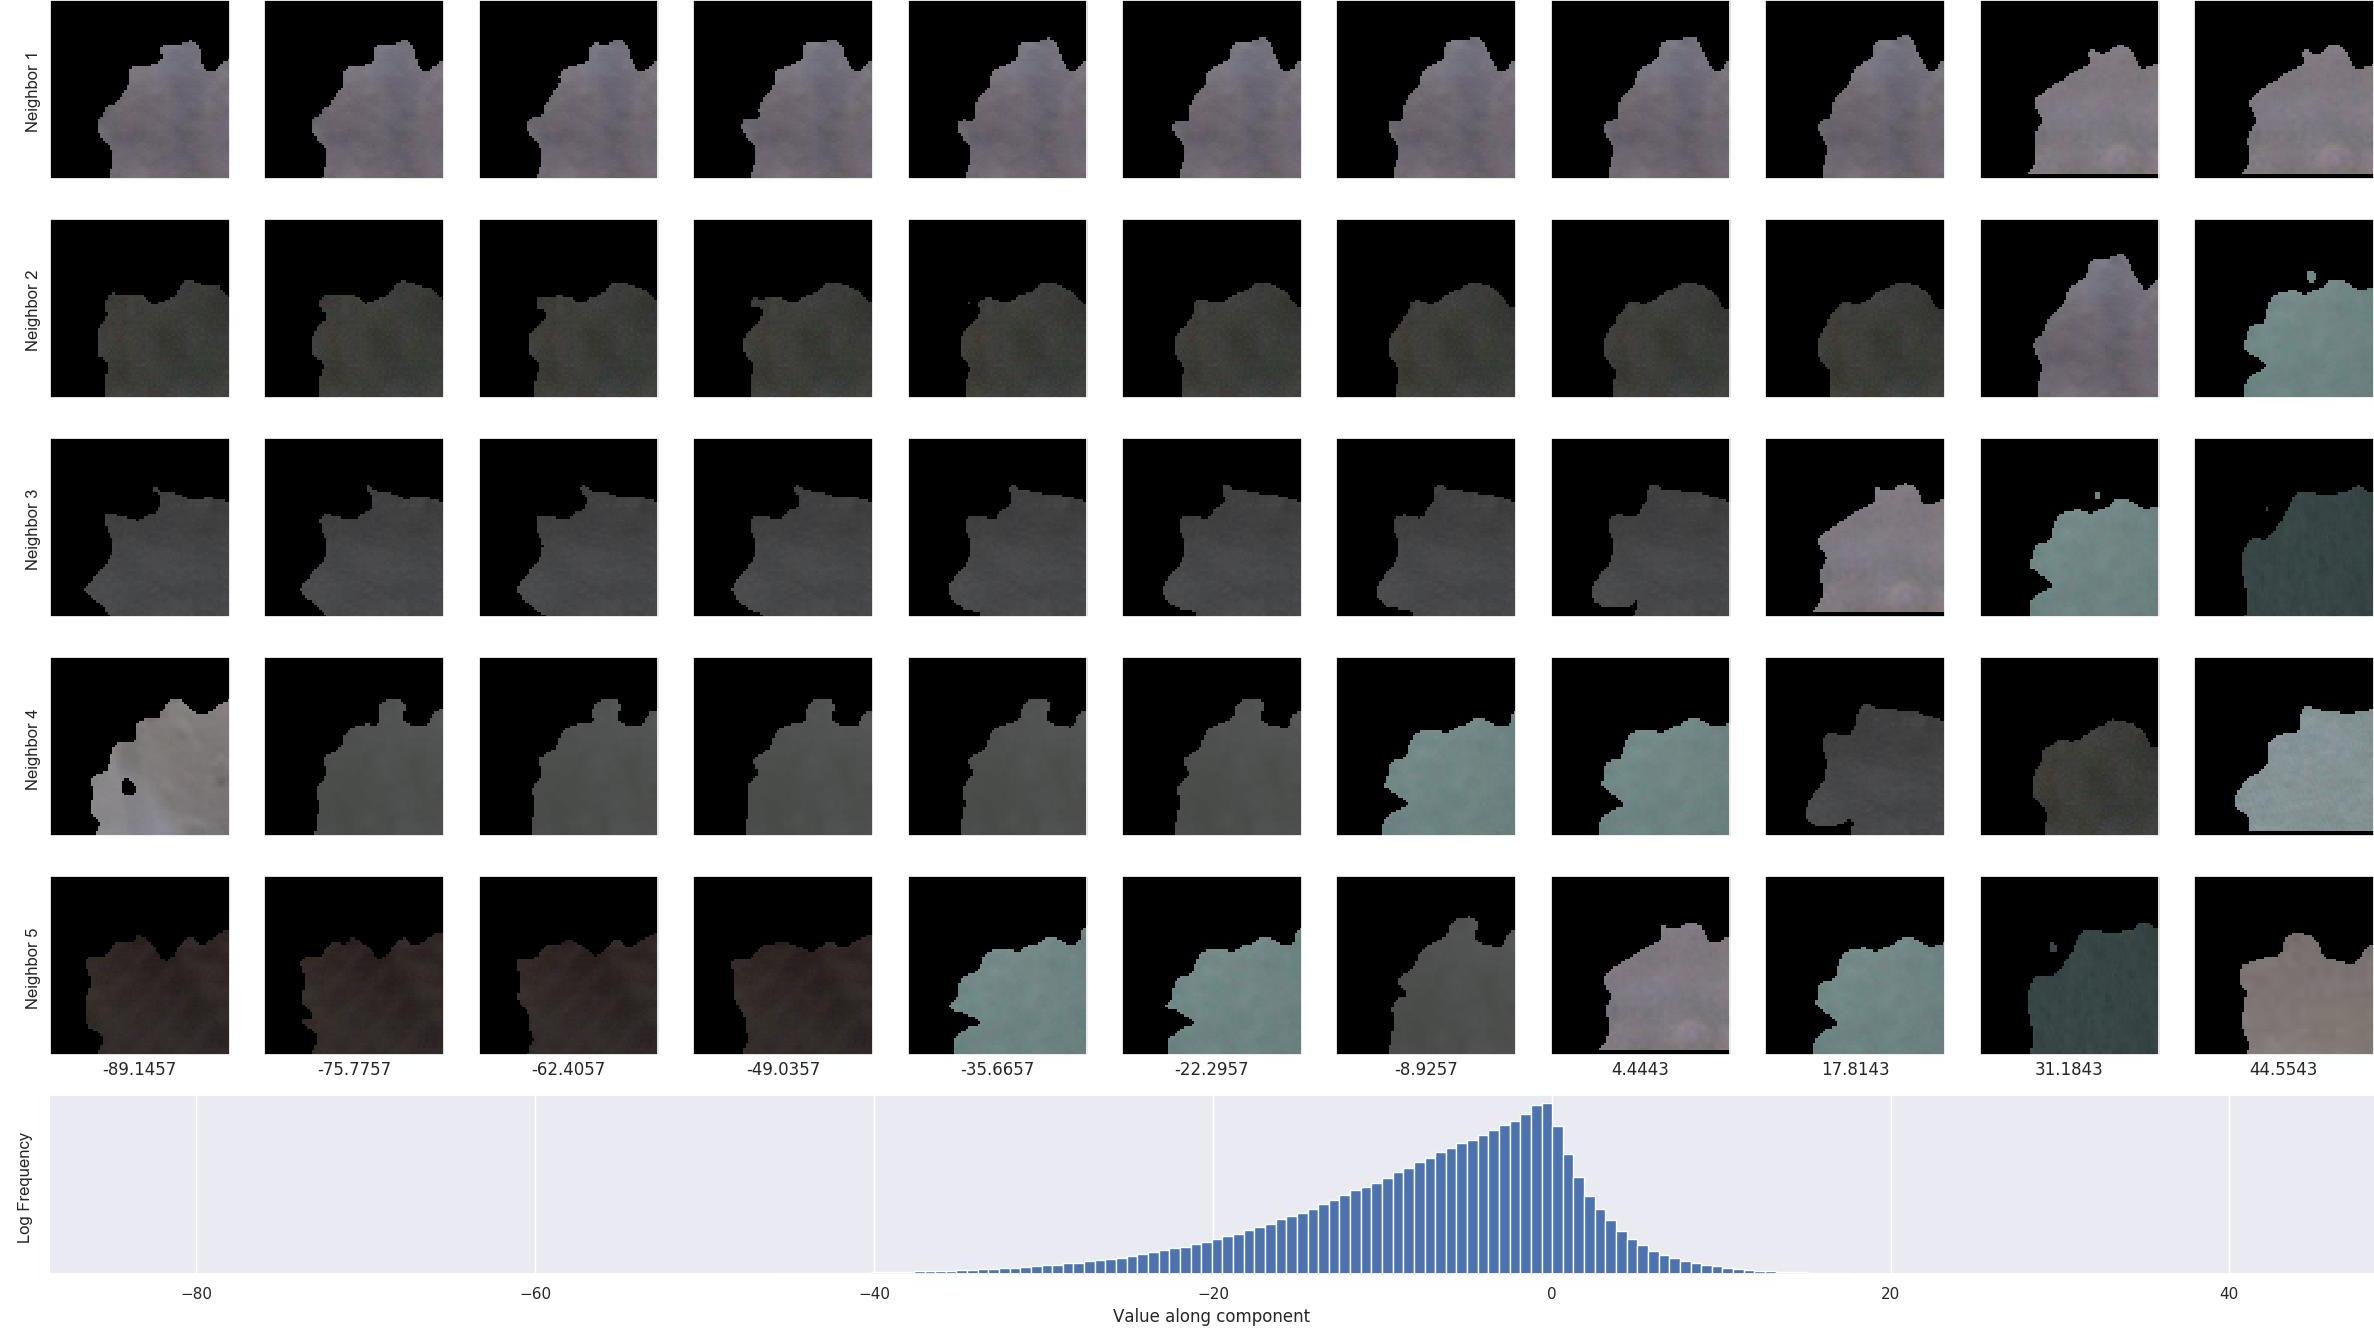 Neighbor 1
Neighbor 2
Neighbor 3
Neighbor 4
Neighbor 5
-89.1457 -75.7757 -62.4057 -49.0357 -35.6657 -22.2957 -8.9257 4.4443 17.8143 31.1843 44.5543
Log Frequency
−80 −60 −40 −20 0 20 40
Value along component